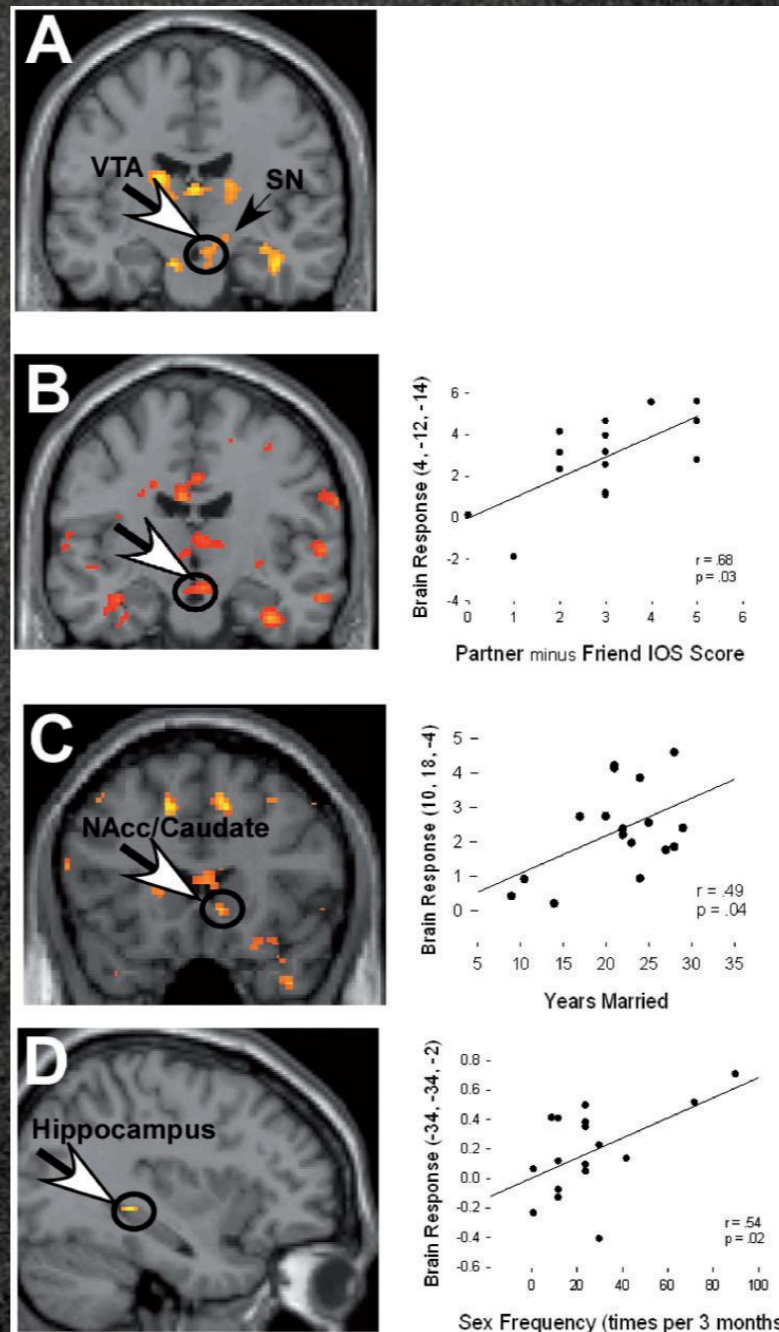 A
VTA
SN
B
Brain Response (4, -12, -14)
6
4
2
0
-2
-4
0 1 2 3 4 5 6
r = .68
p = .03
Partner minus Friend IOS Score
C
NAcc/Caudate
Brain Response (10, 18, -4)
5
4
3
2
1
0
5 10 15 20 25 30 35
r = .49
p = .04
Years Married
D
Hippocampus
Brain Response (-34, -34, -2)
0.8
0.6
0.4
0.2
0.0
-0.2
-0.4
-0.6
0 20 40 60 80 100
r = .54
p = .02
Sex Frequency (times per 3 months